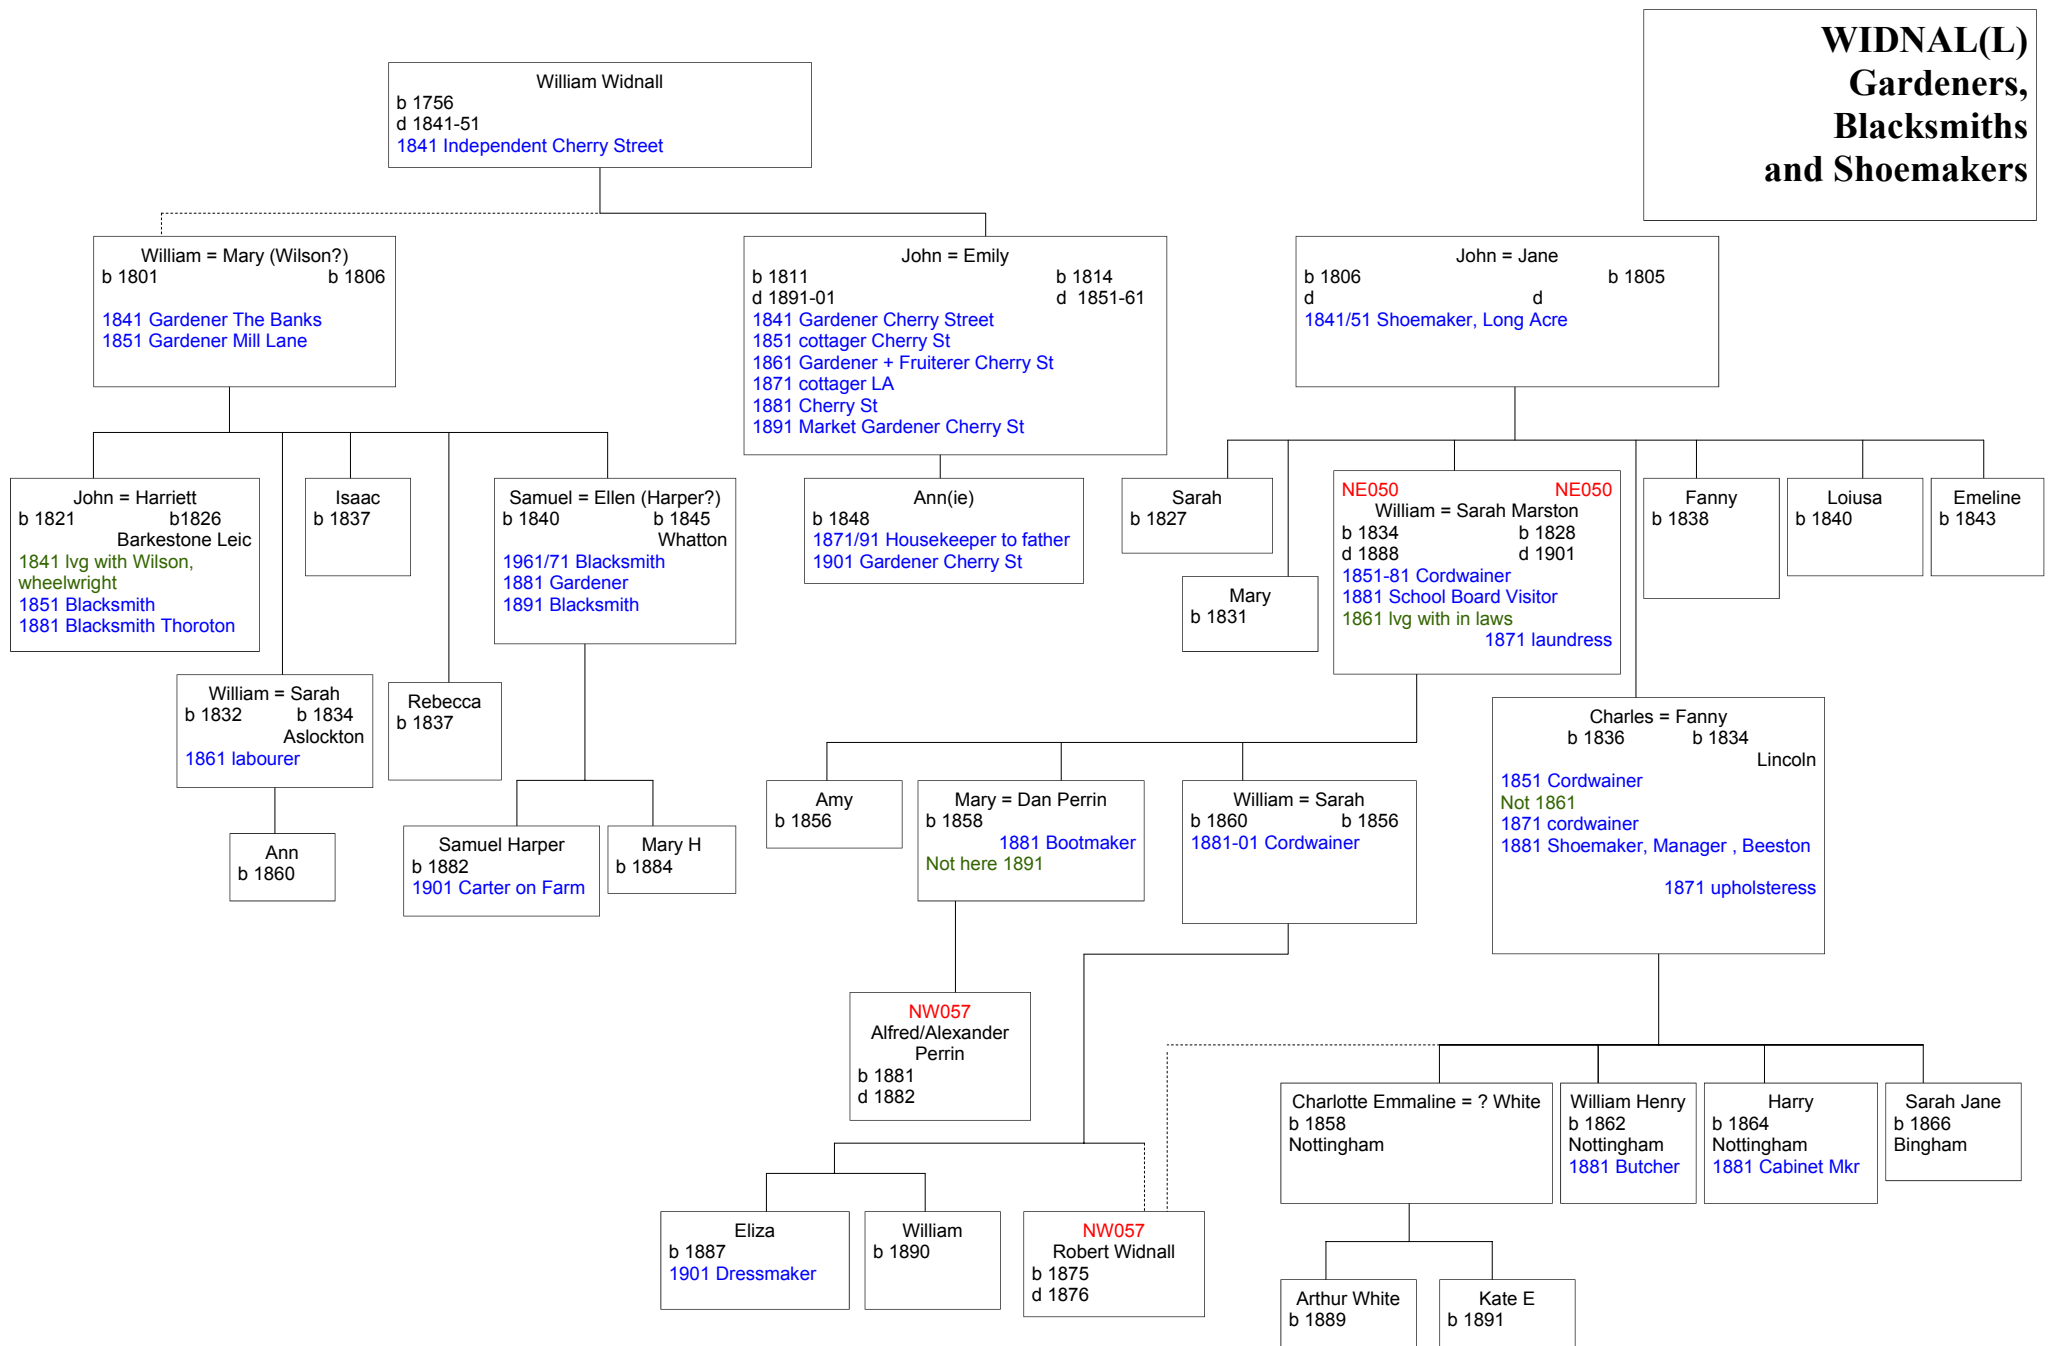 WIDNAL(L)
Gardeners,
Blacksmiths
and Shoemakers
William Widnall
b 1756
d 1841-51
1841 Independent Cherry Street
William = Mary (Wilson?)
b 1801 b 1806
1841 Gardener The Banks
1851 Gardener Mill Lane
John = Emily
b 1811 b 1814
d 1891-01 d 1851-61
1841 Gardener Cherry Street
1851 cottager Cherry St
1861 Gardener + Fruiterer Cherry St
1871 cottager LA
1881 Cherry St
1891 Market Gardener Cherry St
John = Jane
b 1806 b 1805
d d
1841/51 Shoemaker, Long Acre
John = Harriett
b 1821 b1826
Barkestone Leic
1841 lvg with Wilson,
wheelwright
1851 Blacksmith
1881 Blacksmith Thoroton
Isaac
b 1837
Samuel = Ellen (Harper?)
b 1840 b 1845
Whatton
1961/71 Blacksmith
1881 Gardener
1891 Blacksmith
Ann(ie)
b 1848
1871/91 Housekeeper to father
1901 Gardener Cherry St
Sarah
b 1827
Mary
b 1831
NE050 NE050
William = Sarah Marston
b 1834 b 1828
d 1888 d 1901
1851-81 Cordwainer
1881 School Board Visitor
1861 lvg with in laws
1871 laundress
Fanny
b 1838
Loiusa
b 1840
Emeline
b 1843
William = Sarah
b 1832 b 1834
Aslockton
1861 labourer
Rebecca
b 1837
Charles = Fanny
b 1836 b 1834
Lincoln
1851 Cordwainer
Not 1861
1871 cordwainer
1881 Shoemaker, Manager , Beeston
1871 upholsteress
Ann
b 1860
Samuel Harper
b 1882
1901 Carter on Farm
Mary H
b 1884
Amy
b 1856
Mary = Dan Perrin
b 1858
1881 Bootmaker
Not here 1891
William = Sarah
b 1860 b 1856
1881-01 Cordwainer
NW057
Alfred/Alexander
Perrin
b 1881
d 1882
Charlotte Emmaline = ? White
b 1858
Nottingham
William Henry
b 1862
Nottingham
1881 Butcher
Harry
b 1864
Nottingham
1881 Cabinet Mkr
Sarah Jane
b 1866
Bingham
Eliza
b 1887
1901 Dressmaker
William
b 1890
NW057
Robert Widnall
b 1875
d 1876
Arthur White
b 1889
Kate E
b 1891